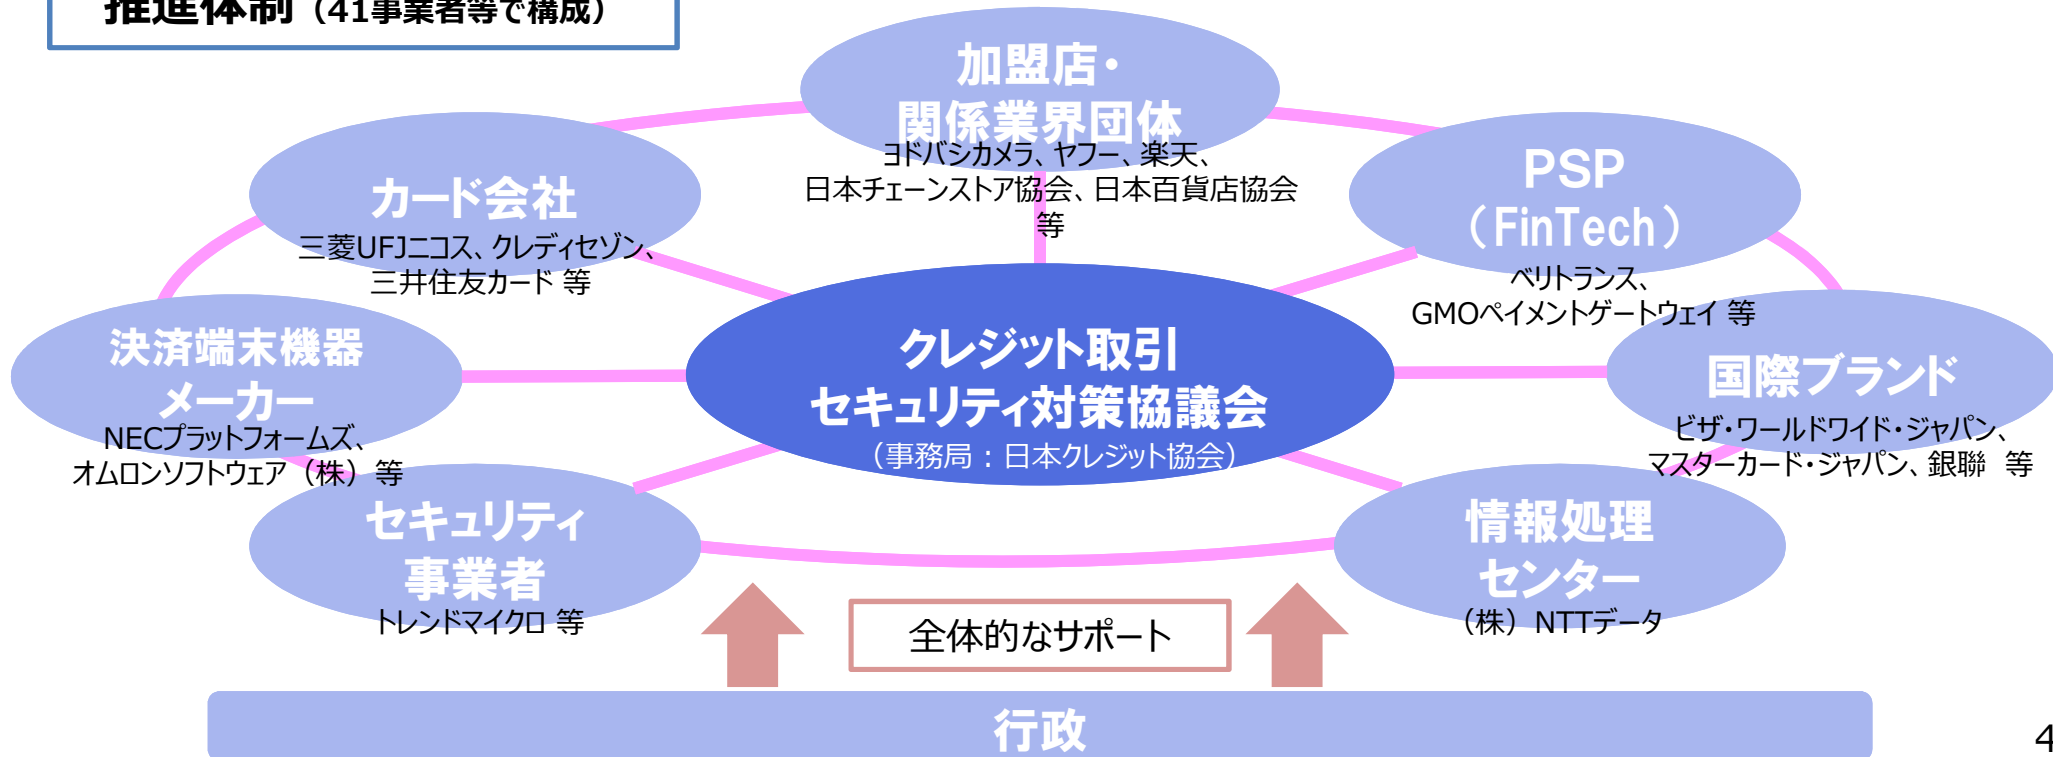 推進体制（41事業者等で構成）
加盟店・
関係業界団体
ヨドバシカメラ、ヤフー、楽天、
日本チェーンストア協会、日本百貨店協会
等
カード会社
三菱UFJニコス、クレディセゾン、
三井住友カード 等
PSP
（FinTech）
ベリトランス、
GMOペイメントゲートウェイ 等
決済端末機器
メーカー
NECプラットフォームズ、
オムロンソフトウェア（株）等
クレジット取引
セキュリティ対策協議会
（事務局：日本クレジット協会）
国際ブランド
ビザ・ワールドワイド・ジャパン、
マスターカード・ジャパン、銀聯 等
セキュリティ
事業者
トレンドマイクロ 等
情報処理
センター
（株）NTTデータ
全体的なサポート
行政
4